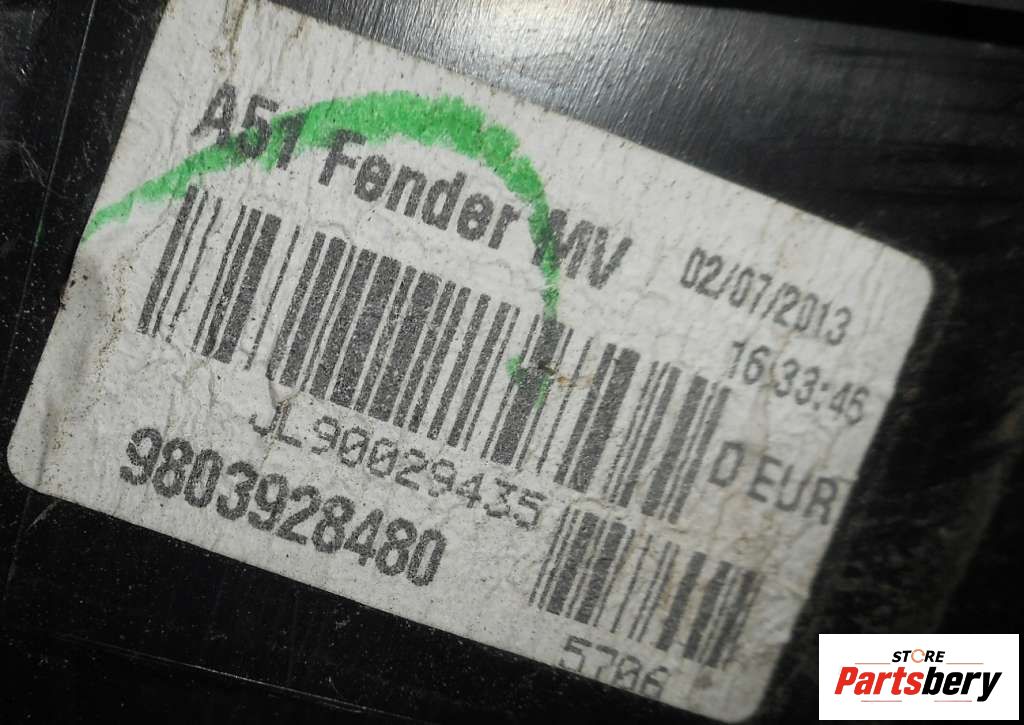 A51 Fender MV
02/07/2013
16:33:46
JL90029435
D EUR
9803928480
5706
STORE
Partsbery